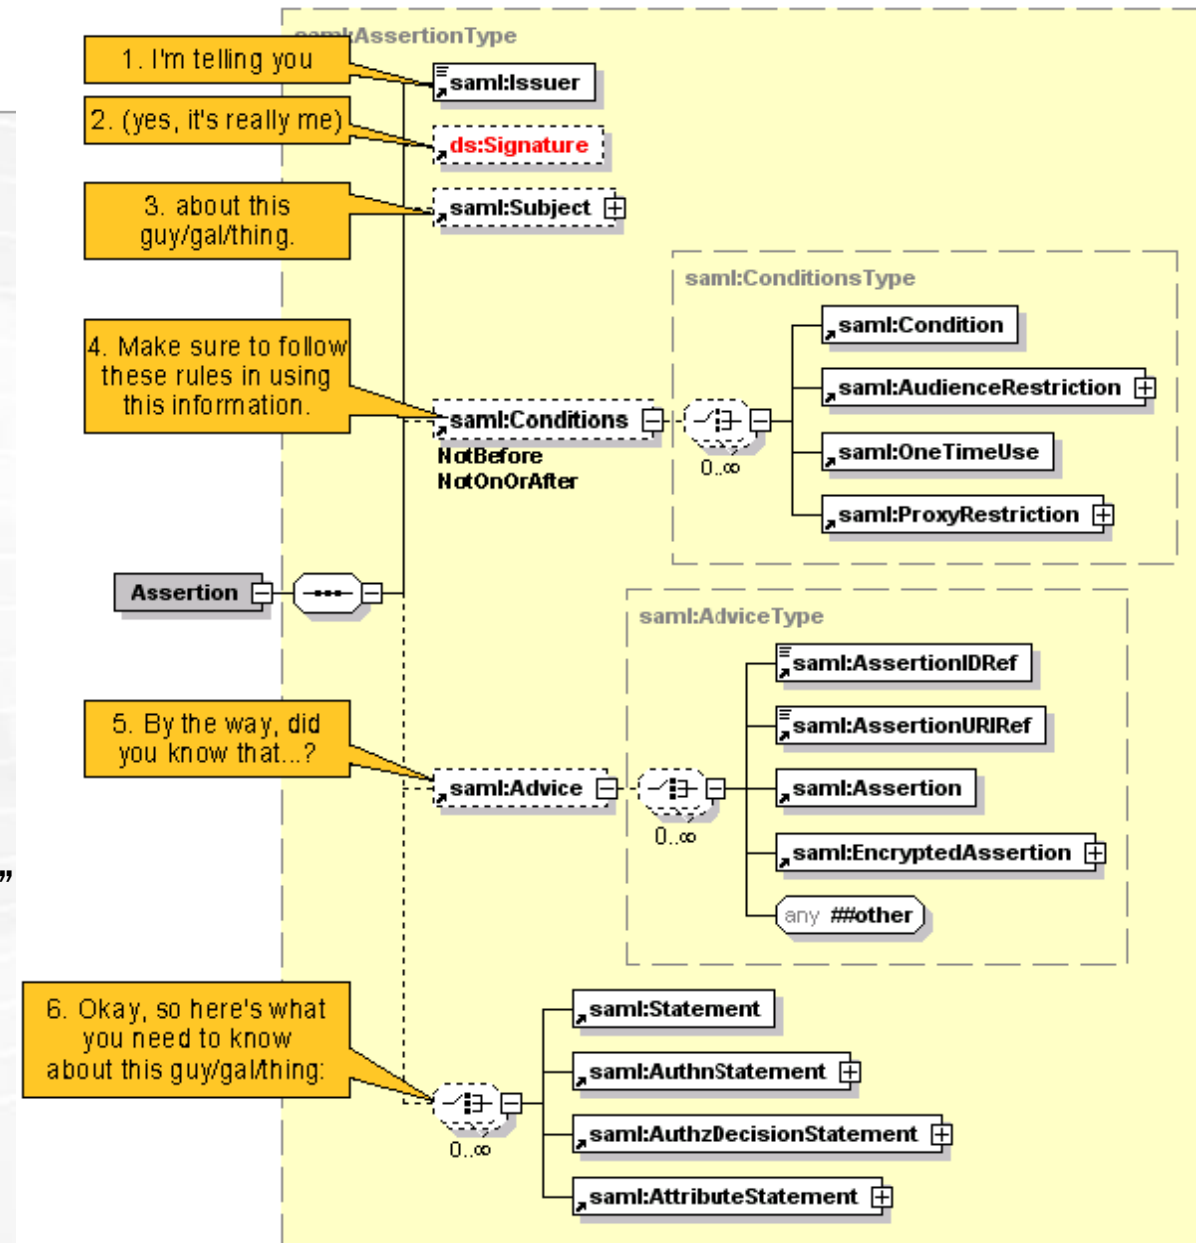 saml:AssertionType
1. I'm telling you
saml:Issuer
2. (yes, it's really me)
ds:Signature
3. about this
guy/gal/thing.
saml:Subject
saml:ConditionsType
saml:Condition
4. Make sure to follow
these rules in using
this information.
saml:AudienceRestriction
saml:Conditions
NotBefore
NotOnOrAfter
0..∞
saml:OneTimeUse
saml:ProxyRestriction
Assertion
saml:AdviceType
saml:AssertionIDRef
5. By the way, did
you know that...?
saml:AssertionURIRef
saml:Advice
0..∞
saml:Assertion
saml:EncryptedAssertion
”
any ##other
6. Okay, so here's what
you need to know
about this guy/gal/thing:
saml:Statement
saml:AuthnStatement
0..∞
saml:AuthzDecisionStatement
saml:AttributeStatement